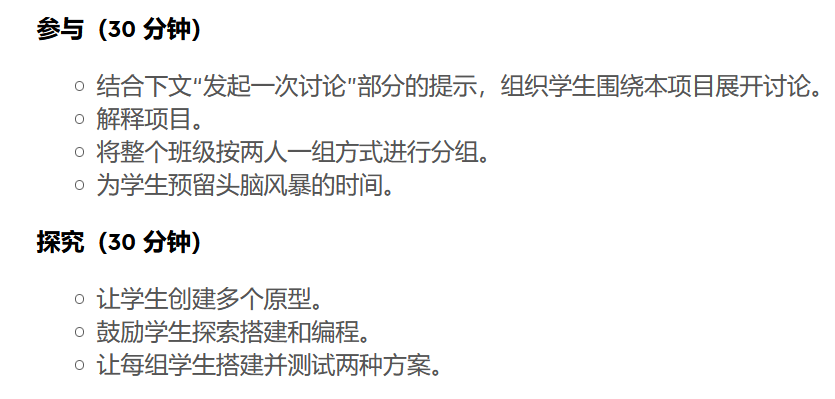 参与（30 分钟）
结合下文“发起一次讨论”部分的提示，组织学生围绕本项目展开讨论。
解释项目。
将整个班级按两人一组方式进行分组。
为学生预留头脑风暴的时间。
探究（30 分钟）
让学生创建多个原型。
鼓励学生探索搭建和编程。
让每组学生搭建并测试两种方案。